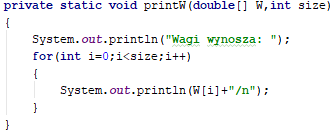 private static void printW(double[] W,int size)
{
System.out.println("Wagi wynosza: ");
for(int i=0;i<size;i++)
{
System.out.println(W[i]+"/n");
}
}